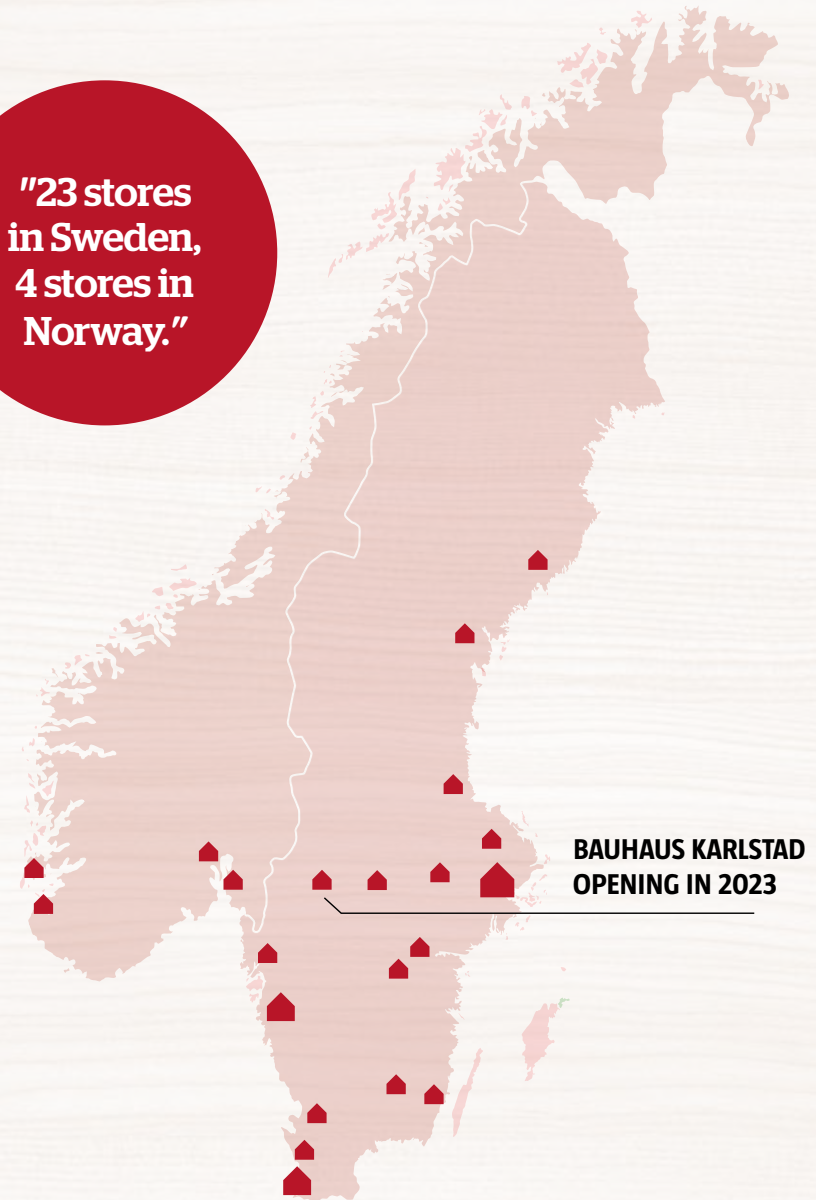 "23 stores
in Sweden,
4 stores in
Norway."
BAUHAUS KARLSTAD
OPENING IN 2023